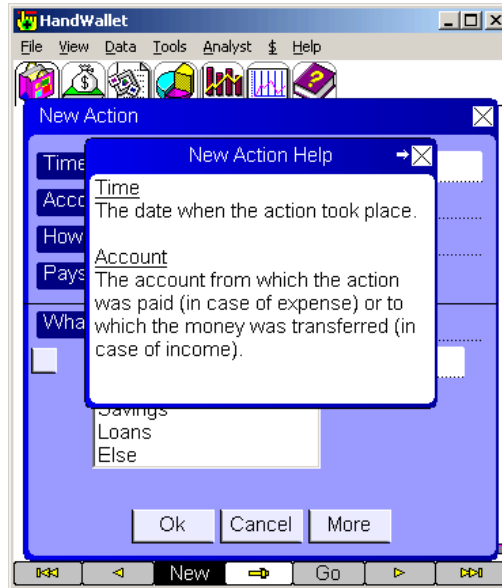 HandWallet
File View Data Tools Analyst $ Help
New Action
New Action Help
Time
The date when the action took place.
Account
The account from which the action
was paid (in case of expense) or to
which the money was transferred (in
case of income).
Time
Acco
How
Pays
Wha
Savings
Loans
Else
Ok Cancel More
New Go